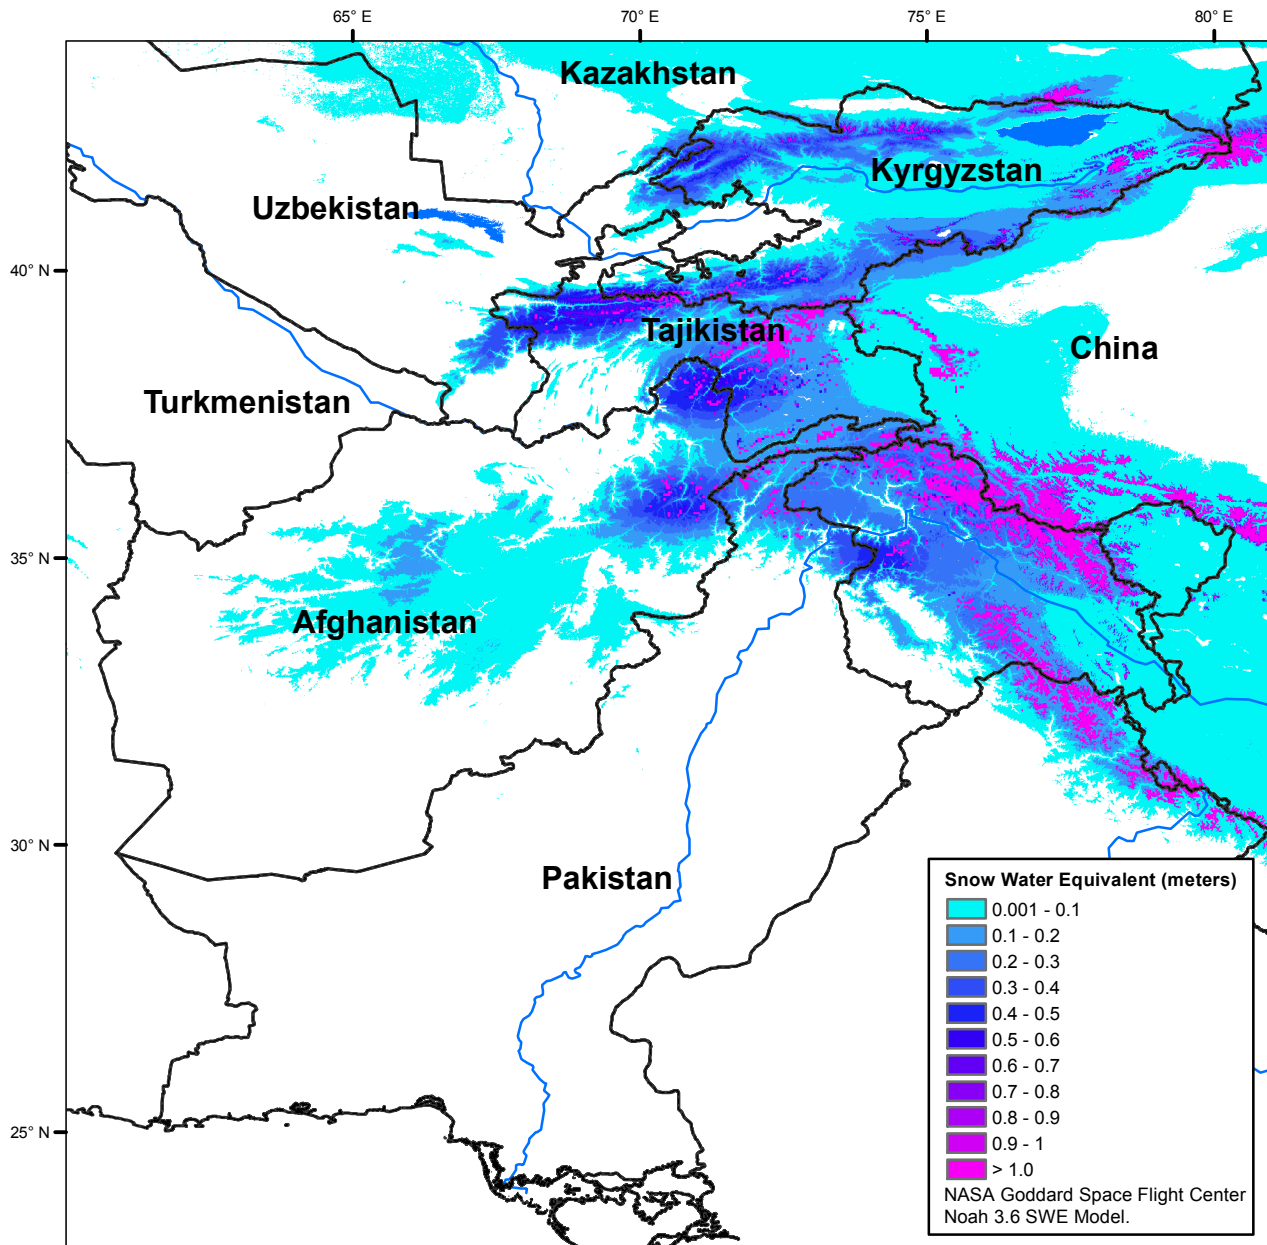 65° E
70° E
75° E
80° E
Kazakhstan
Kyrgyzstan
Uzbekistan
40° N
Tajikistan
China
Turkmenistan
35° N
Afghanistan
30° N
Pakistan
25° N
Snow Water Equivalent (meters)
0.001 - 0.1
0.1 - 0.2
0.2 - 0.3
0.3 - 0.4
0.4 - 0.5
0.5 - 0.6
0.6 - 0.7
0.7 - 0.8
0.8 - 0.9
0.9 - 1
> 1.0
NASA Goddard Space Flight Center
Noah 3.6 SWE Model.